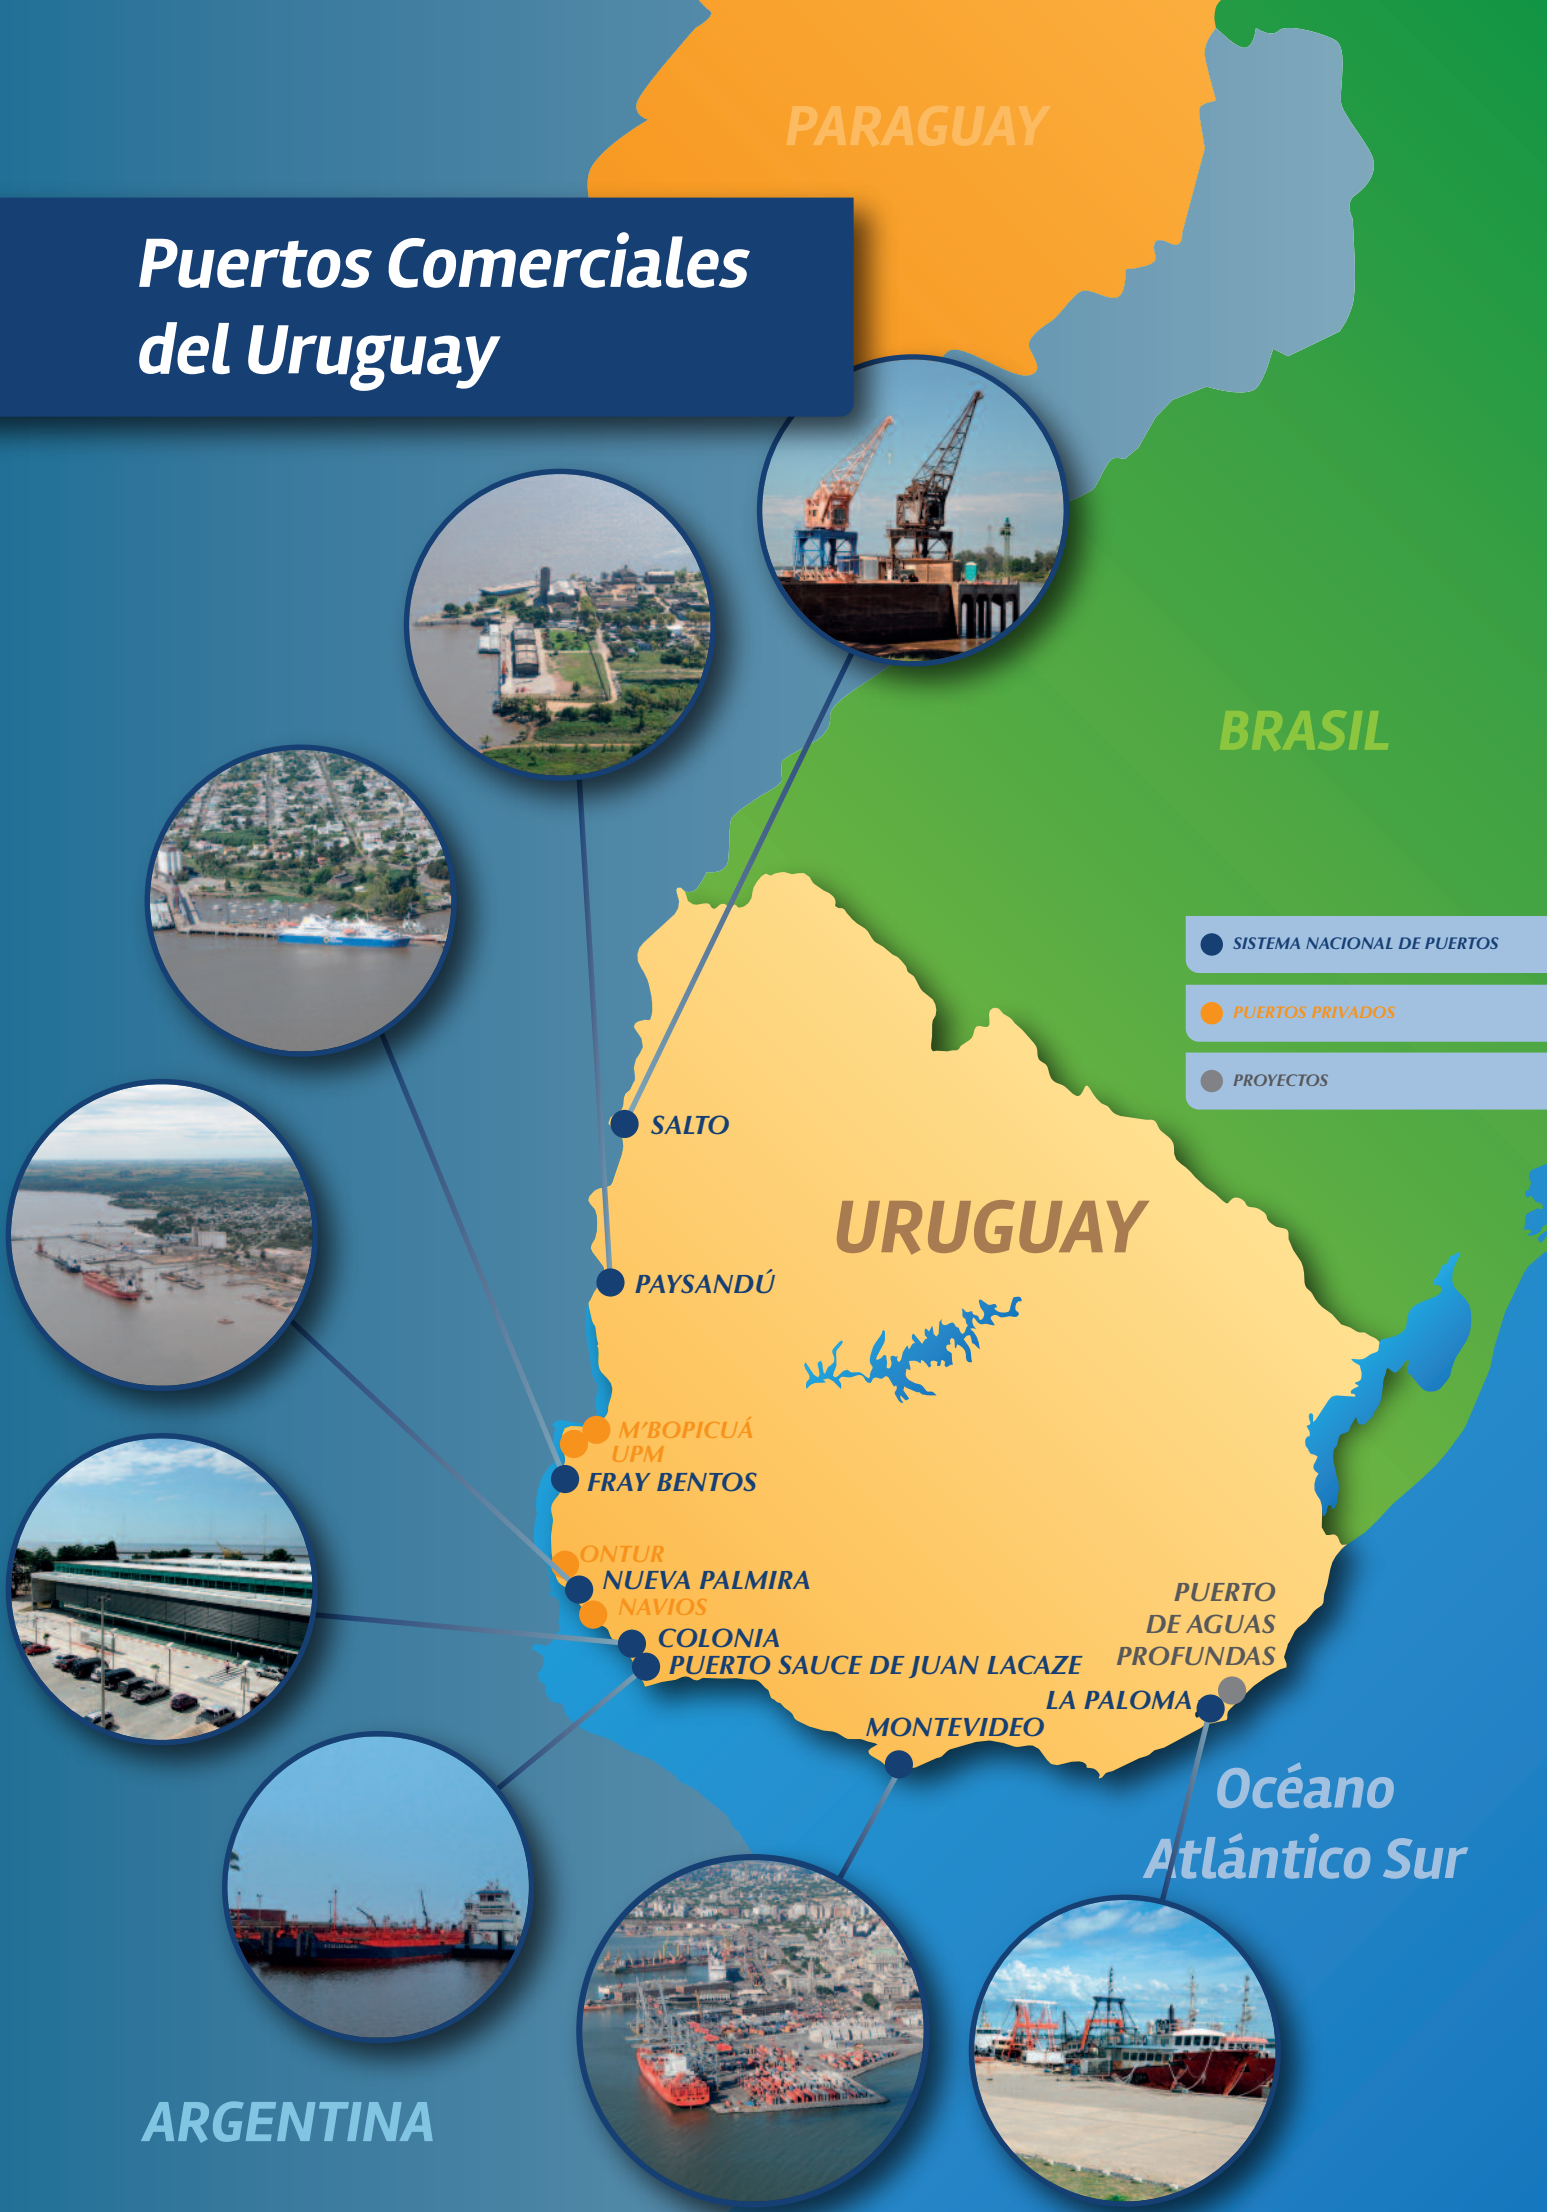 PARAGUAY
Puertos Comerciales
del Uruguay
BRASIL
SISTEMA NACIONAL DE PUERTOS
PUERTOS PRIVADOS
PROYECTOS
SALTO
URUGUAY
PAYSANDÚ
M'BOPICUÁ
UPM
FRAY BENTOS
ONTUR
NUEVA PALMIRA
NAVIOS
COLONIA
PUERTO SAUCE DE JUAN LACAZE
PUERTO
DE AGUAS
PROFUNDAS
LA PALOMA
MONTEVIDEO
Océano
Atlántico Sur
ARGENTINA